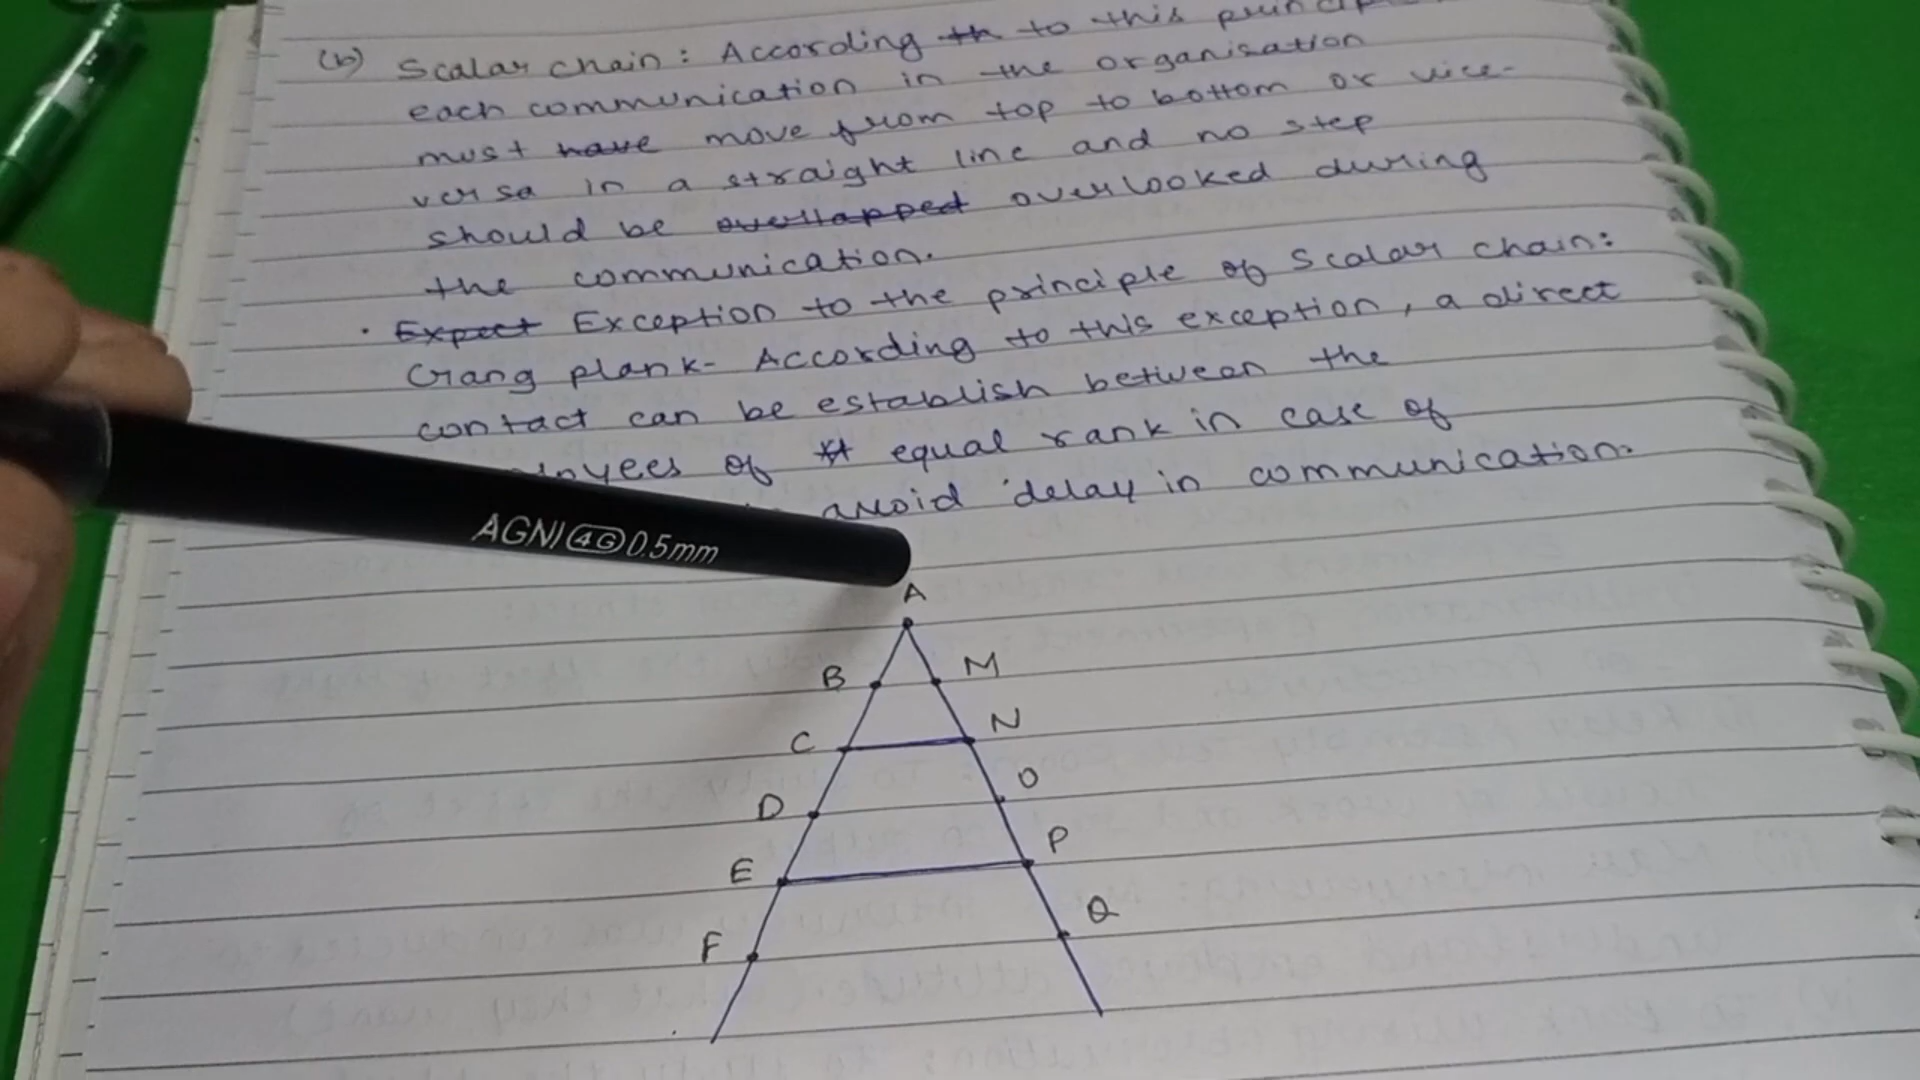 (b) Scalar chain: According th to this
each communication in the organisation
must have move from top to bottom or vice-
versa in a straight line and no step
should be overlapped overlooked during
the communication.
· Expect Exception to the principle of scalar chain:
Gang plank- According to this exception, a direct
contact can be establish between the
of equal rank in case of
avoid delay in communication.
AGNI 4G 0.5mm
A
B M
C N
D O
E P
F Q